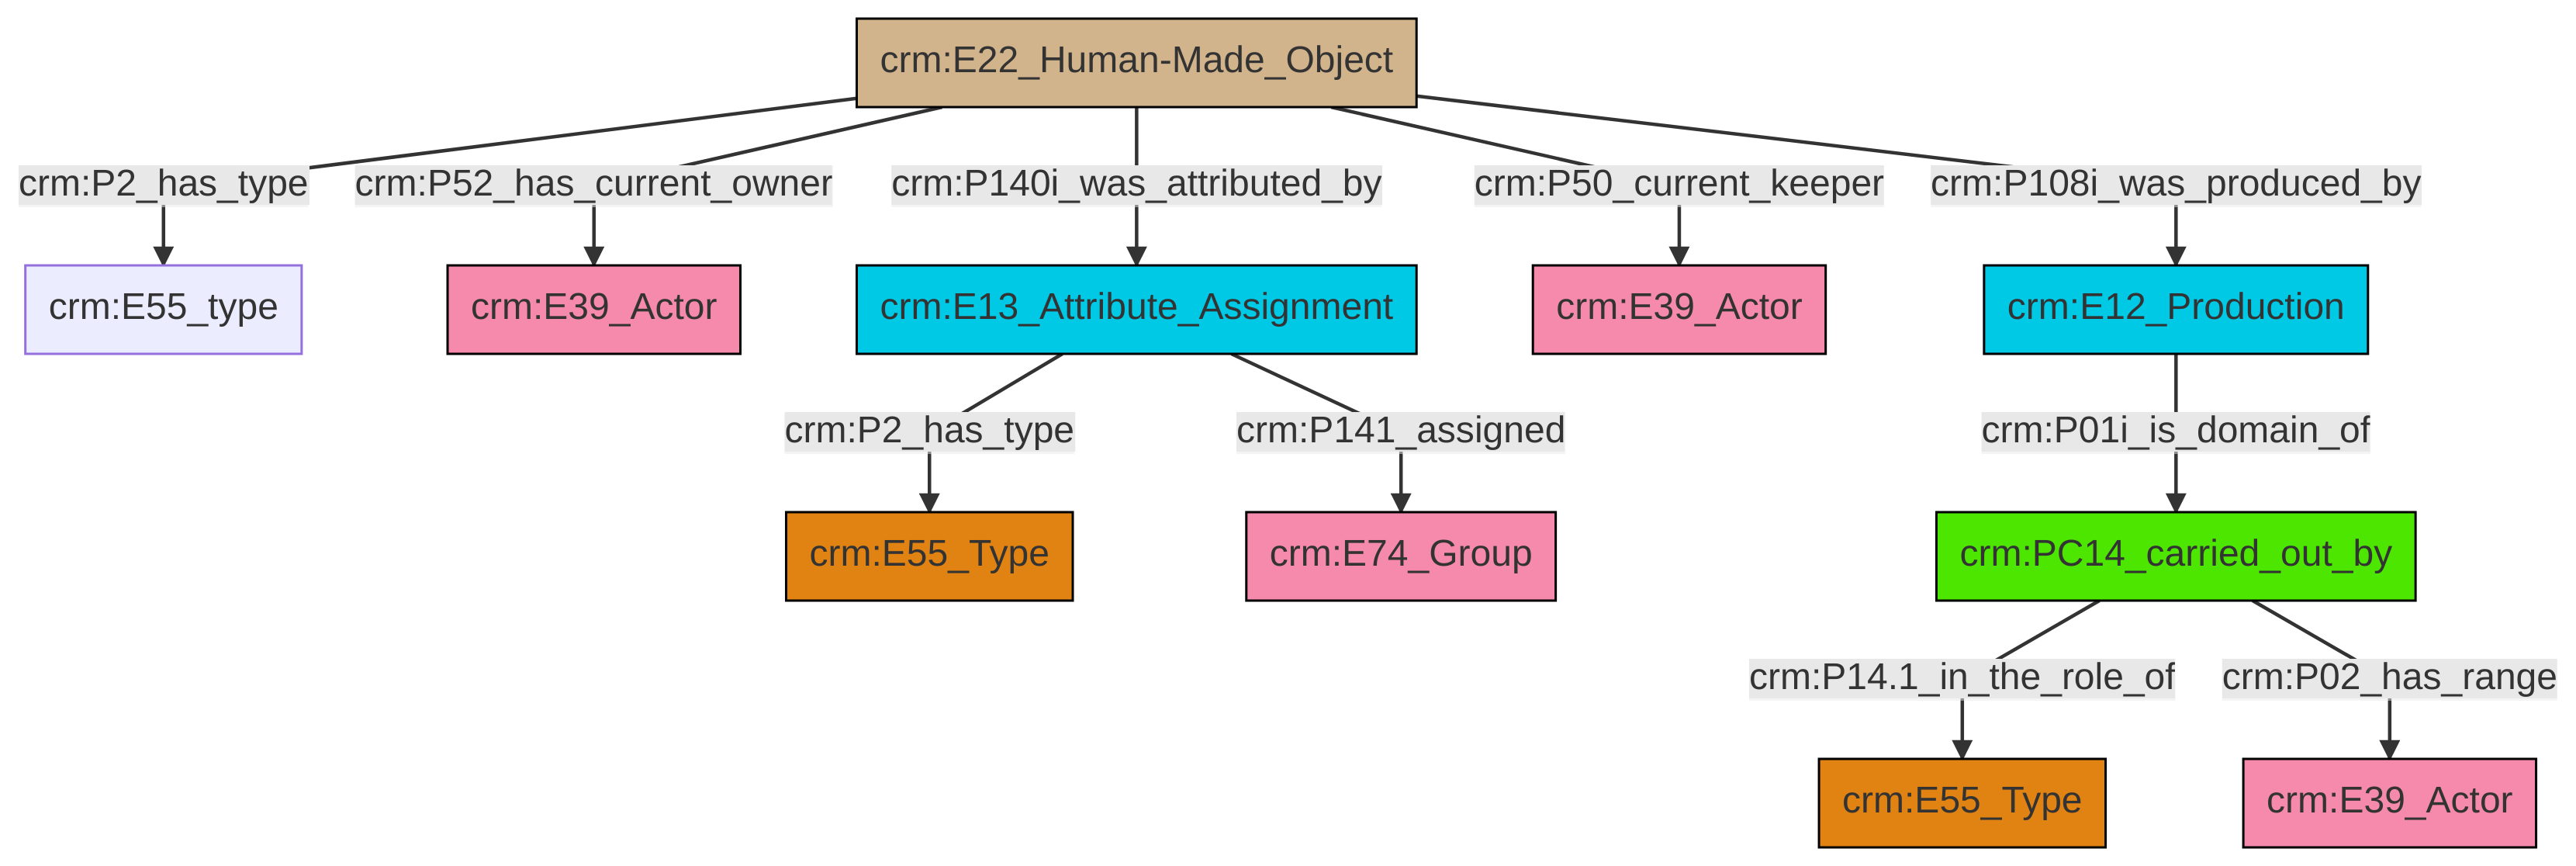 crm:E22_Human-Made_Object
crm:P2_has_type
crm:P52_has_current_owner
crm:P140i_was_attributed_by
crm:P50_current_keeper
crm:P108i_was_produced_by
crm:E55_type
crm:E39_Actor
crm:E13_Attribute_Assignment
crm:E39_Actor
crm:E12_Production
crm:P2_has_type
crm:P141_assigned
crm:P01i_is_domain_of
crm:E55_Type
crm:E74_Group
crm:PC14_carried_out_by
crm:P14.1_in_the_role_of
crm:P02_has_range
crm:E55_Type
crm:E39_Actor